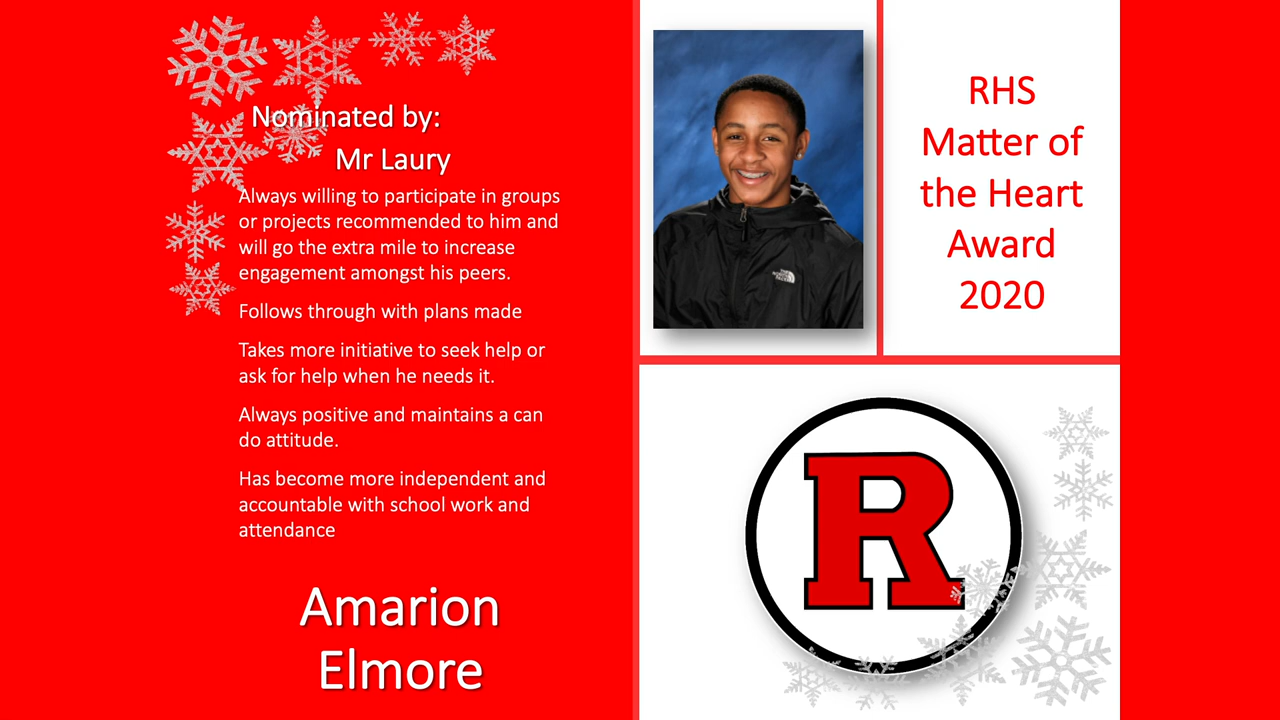 Nominated by:
Mr Laury
Always willing to participate in groups
or projects recommended to him and
will go the extra mile to increase
engagement amongst his peers.
Follows through with plans made
Takes more initiative to seek help or
ask for help when he needs it.
Always positive and maintains a can
do attitude.
Has become more independent and
accountable with school work and
attendance
Amarion
Elmore
THE
NORTH
FACE
RHS
Matter of
the Heart
Award
2020
R